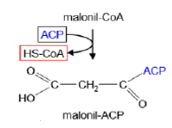 malonil-CoA
ACP
HS-CoA
O
O
C — CH₂ — C
ACP
HO
malonil-ACP